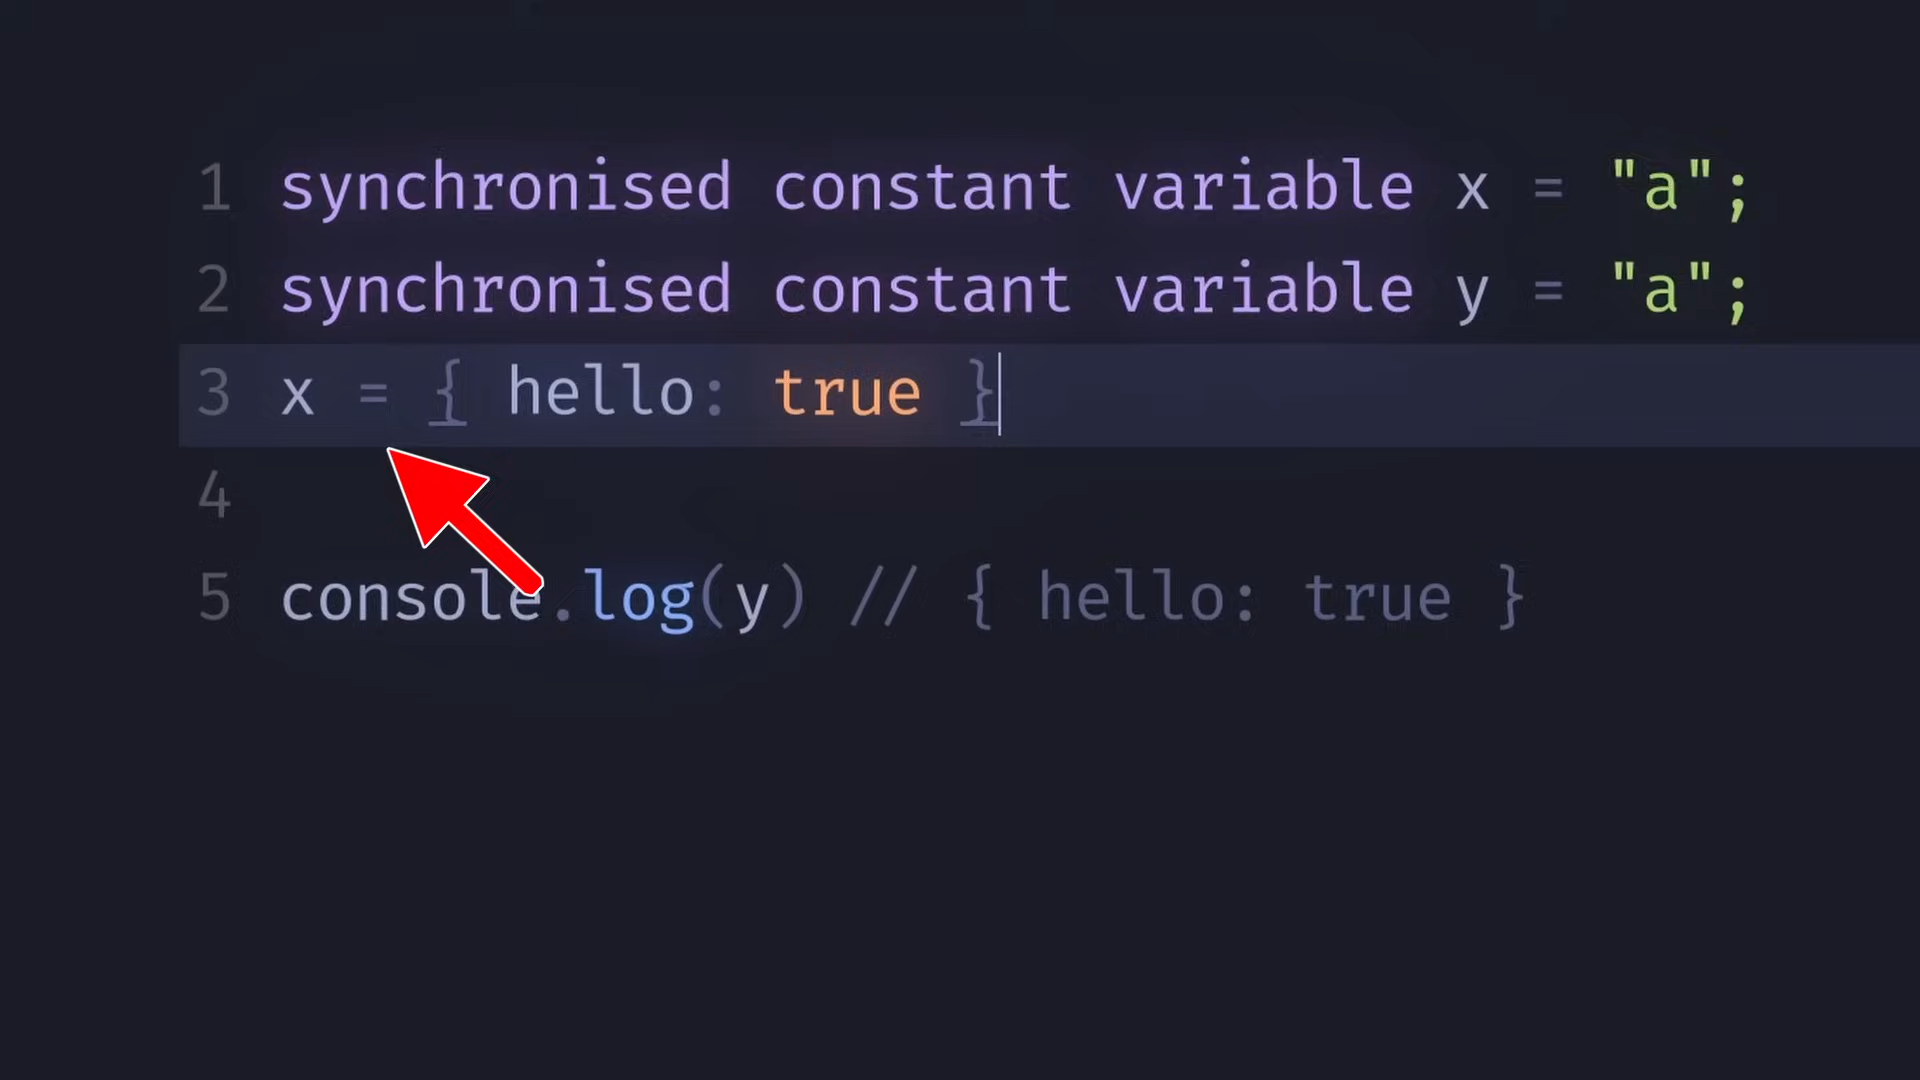 1 synchronised constant variable x = "a";
2 synchronised constant variable y = "a";
3 x = { hello: true }
4
5 console.log(y) // { hello: true }